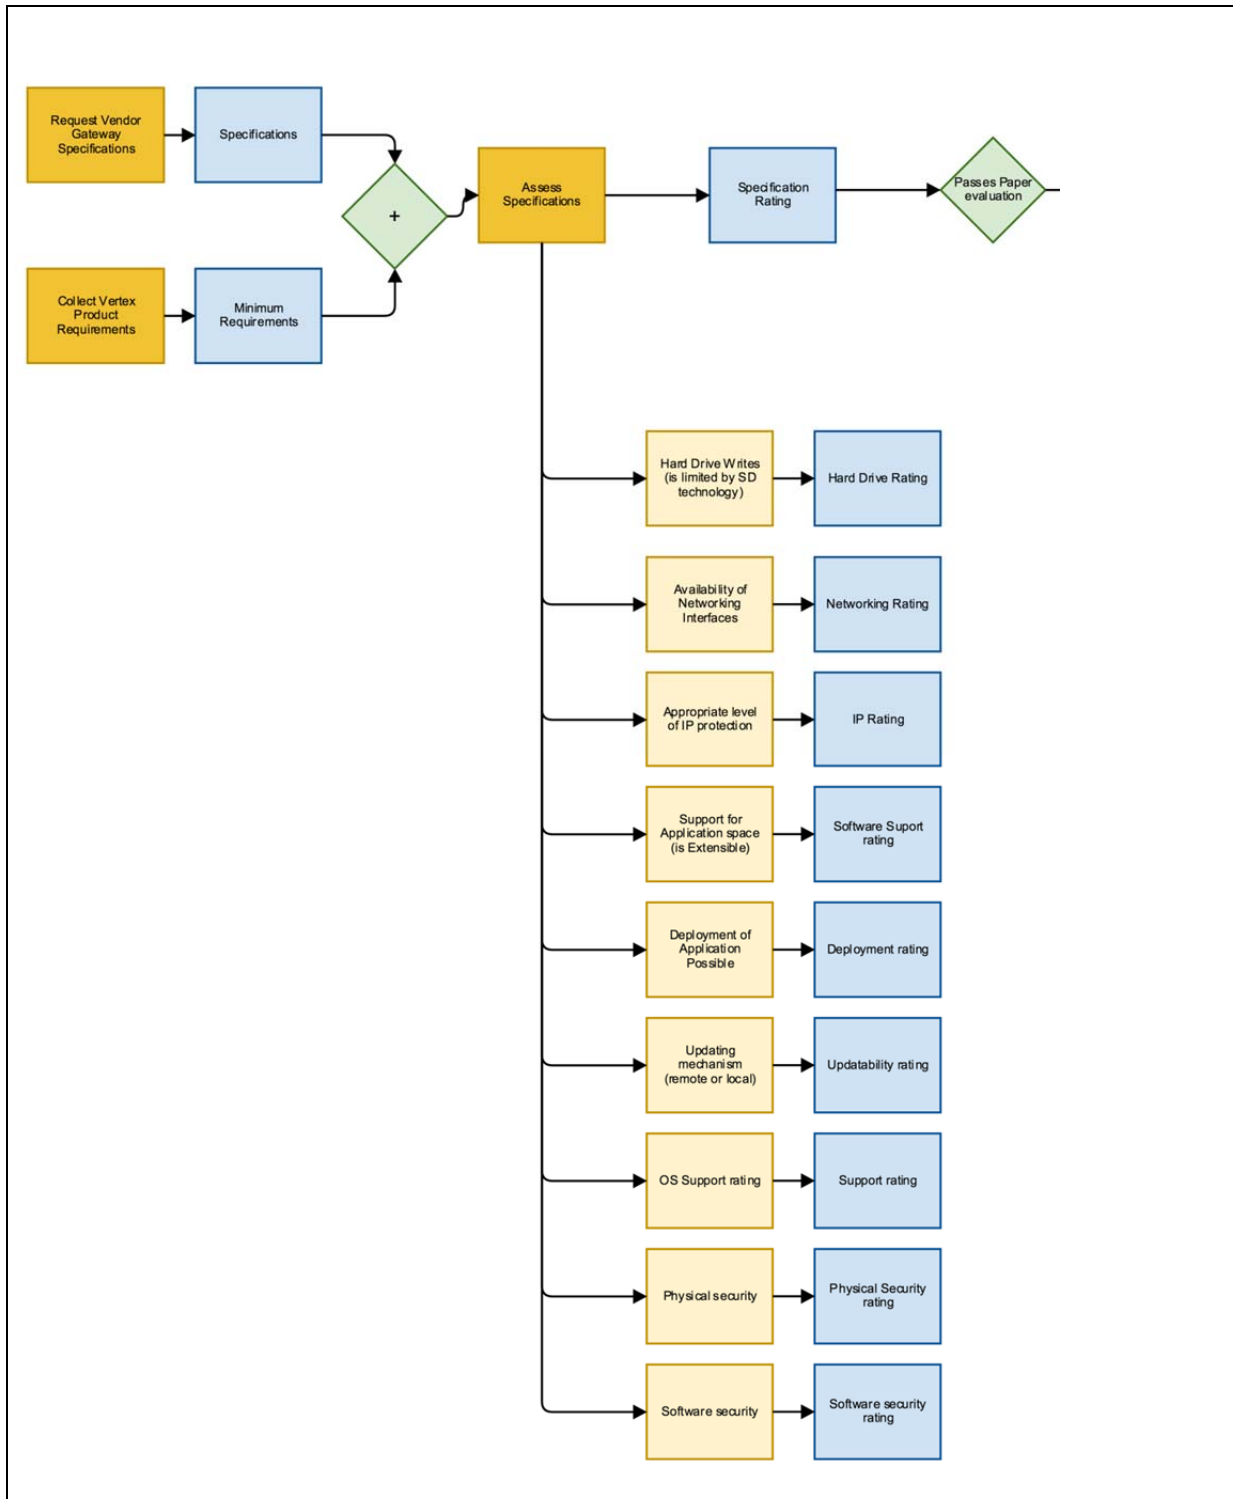 Request Vendor
Gateway
Specifications
Specifications
+
Assess
Specifications
Specification
Rating
Passes Paper
evaluation
Collect Vertex
Product
Requirements
Minimum
Requirements
Hard Drive Writes
(is limited by SD
technology)
Hard Drive Rating
Availability of
Networking
Interfaces
Networking Rating
Appropriate level
of IP protection
IP Rating
Support for
Application space
(is Extensible)
Software Suport
rating
Deployment of
Application
Possible
Deployment rating
Updating
mechanism
(remote or local)
Updatability rating
OS Support rating
Support rating
Physical security
Physical Security
rating
Software security
Software security
rating